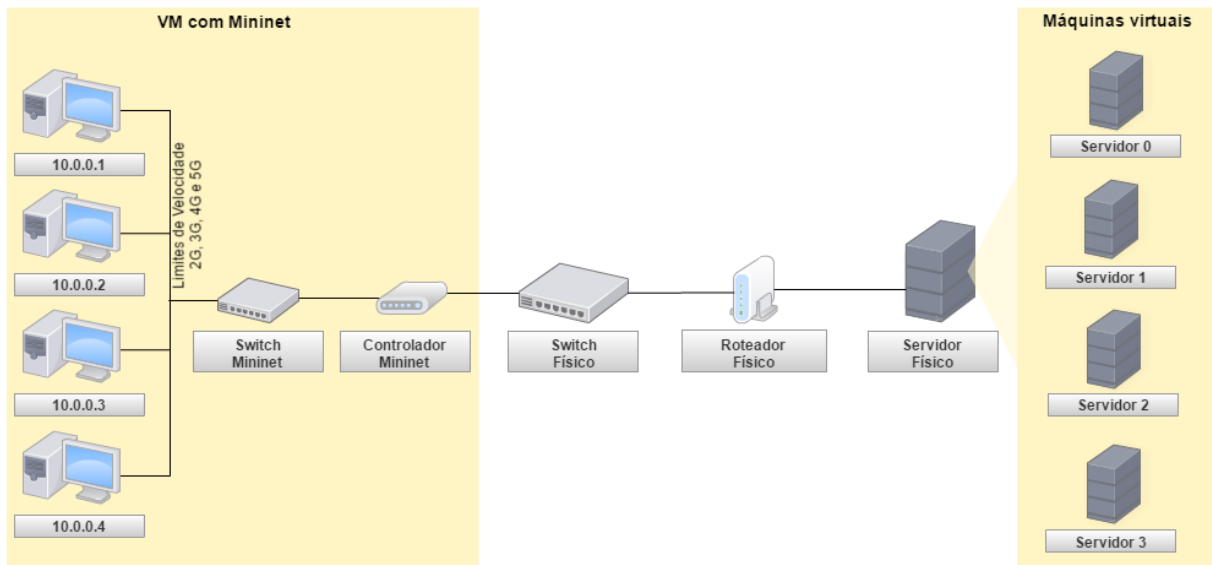 VM com Mininet
10.0.0.1
10.0.0.2
10.0.0.3
10.0.0.4
Limites de Velocidade
2G, 3G, 4G e 5G
Switch
Mininet
Controlador
Mininet
Switch
Físico
Roteador
Físico
Servidor
Físico
Máquinas virtuais
Servidor 0
Servidor 1
Servidor 2
Servidor 3